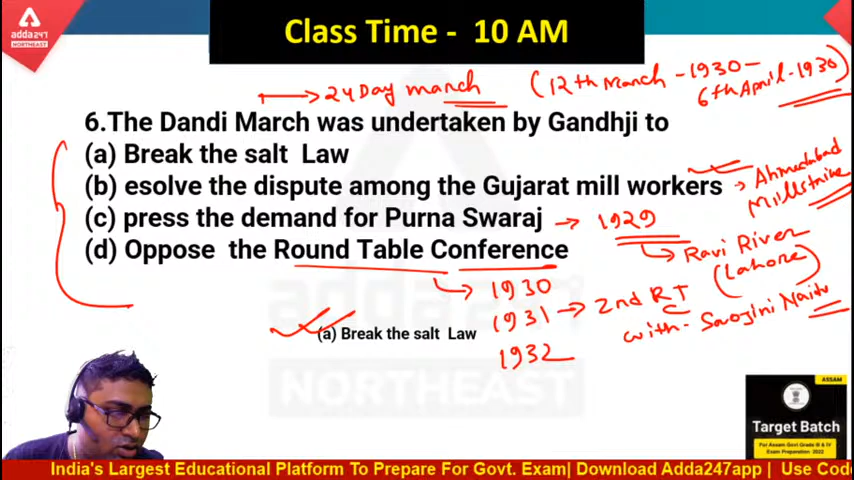 Class Time - 10 AM
adda247
NORTHEAST
24 Day march (12th March -1930-
6th April-1930)
6.The Dandi March was undertaken by Gandhji to
(a) Break the salt Law
(b) esolve the dispute among the Gujarat mill workers → Ahmedabad
Millstrike
(c) press the demand for Purna Swaraj → 1929
Ravi River
(Lahore)
(d) Oppose the Round Table Conference
1930
1931 → 2nd RT C
with - Sarojini Naidu
1932
(a) Break the salt Law
adda247
NORTHEAST
ASSAM
Target Batch
For Assam Govt Grade III & IV
Exam Preparation 2022
India's Largest Educational Platform To Prepare For Govt. Exam| Download Adda247app | Use Code